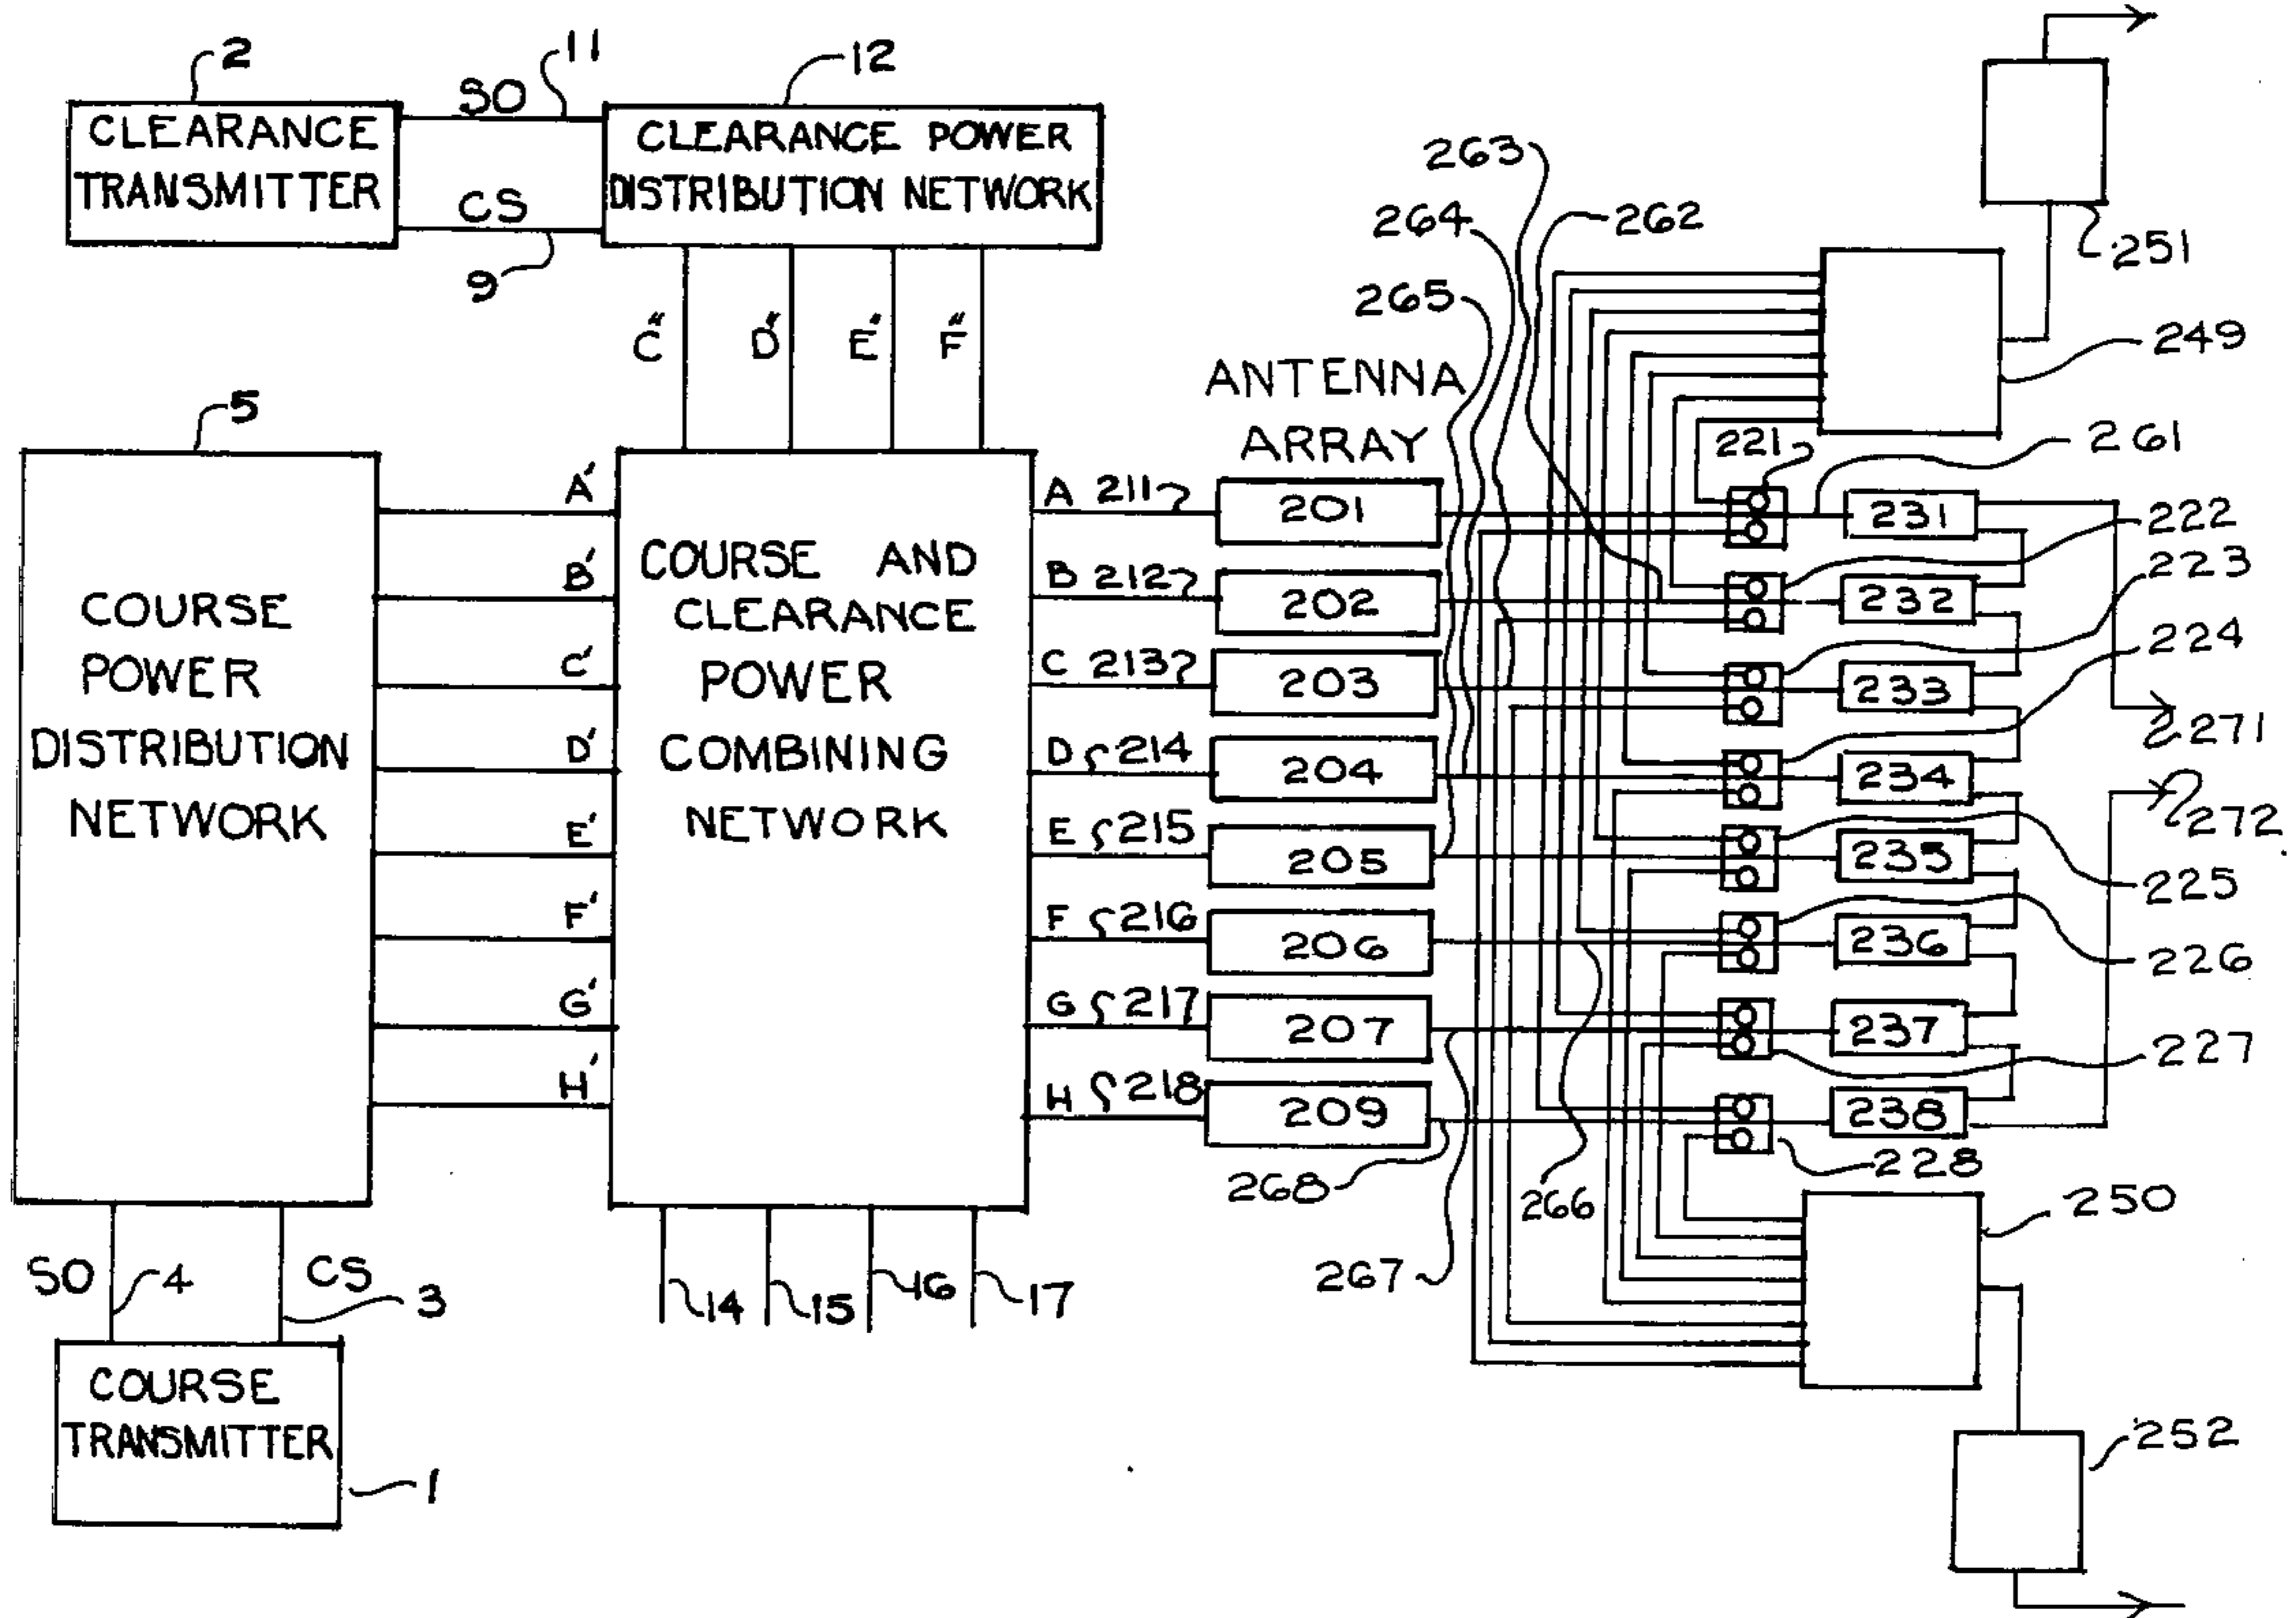 2
11
12
SO
CLEARANCE
TRANSMITTER
CS
9
CLEARANCE POWER
DISTRIBUTION NETWORK
C"
D"
E"
F"
5
COURSE
POWER
DISTRIBUTION
NETWORK
A'
B'
C'
D'
E'
F'
G'
H'
COURSE AND
CLEARANCE
POWER
COMBINING
NETWORK
SO
4
CS
3
COURSE
TRANSMITTER
1
14
15
16
17
ANTENNA
ARRAY
A 211
B 212
C 213
D 214
E 215
F 216
G 217
H 218
201
202
203
204
205
206
207
209
263
264
262
265
268
267
266
221
231
232
233
234
235
236
237
238
251
249
261
222
223
224
271
272
225
226
227
228
250
252